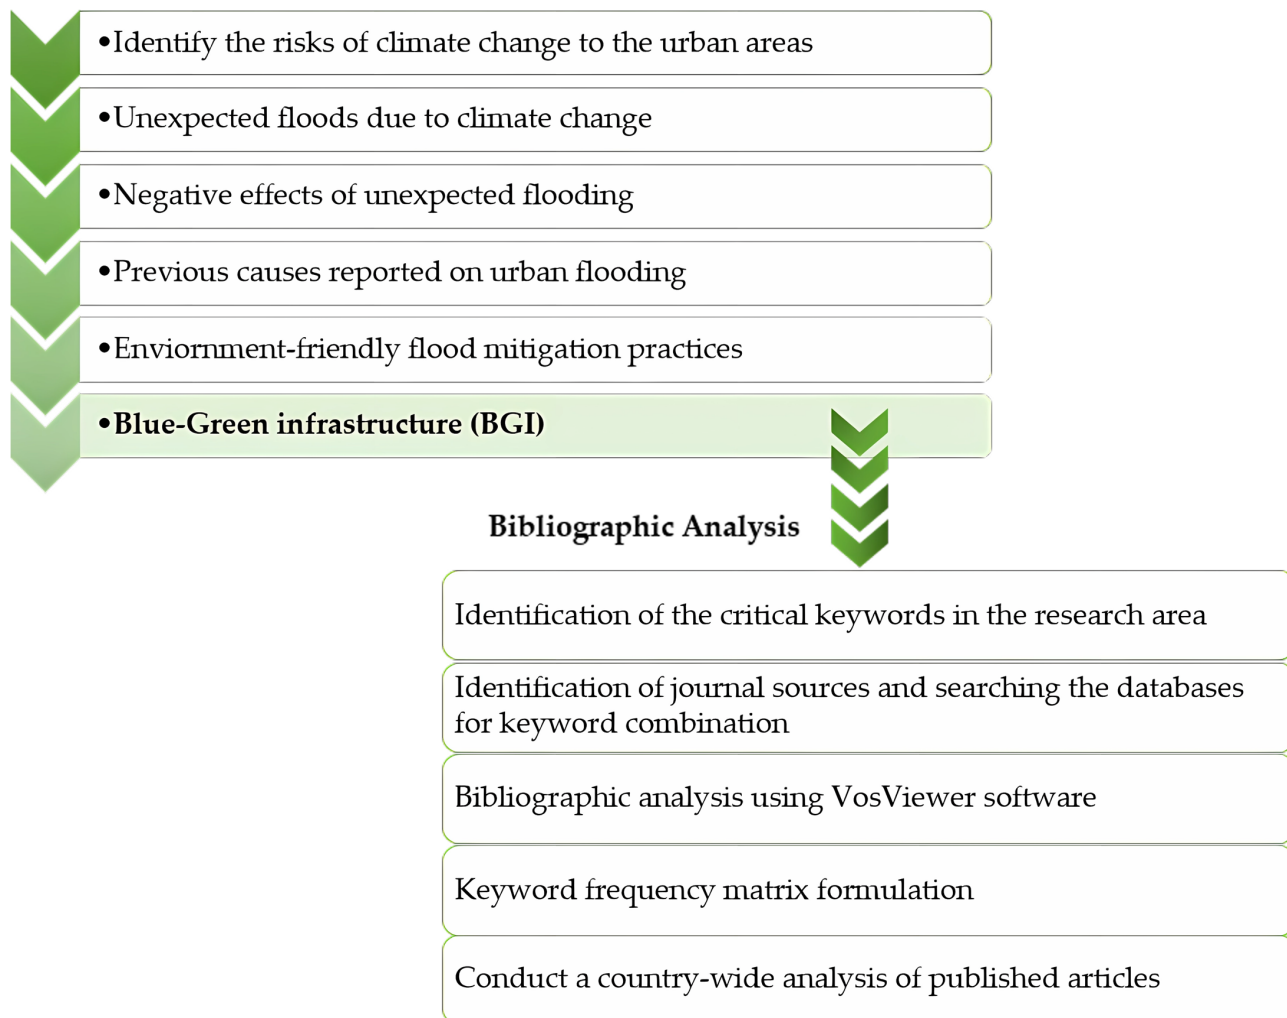 •Identify the risks of climate change to the urban areas
•Unexpected floods due to climate change
•Negative effects of unexpected flooding
•Previous causes reported on urban flooding
•Enviornment-friendly flood mitigation practices
•Blue-Green infrastructure (BGI)
Bibliographic Analysis
Identification of the critical keywords in the research area
Identification of journal sources and searching the databases
for keyword combination
Bibliographic analysis using VosViewer software
Keyword frequency matrix formulation
Conduct a country-wide analysis of published articles